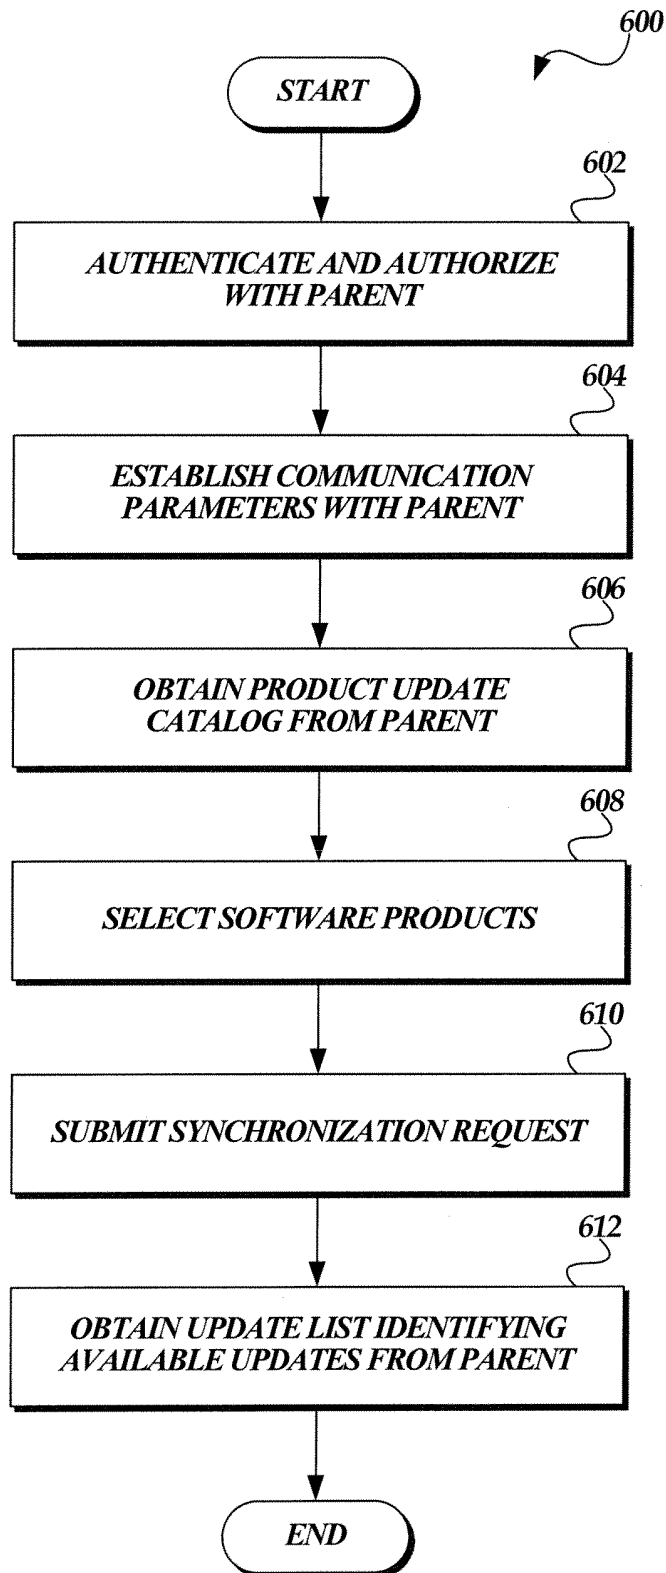 600
START
602
AUTHENTICATE AND AUTHORIZE
WITH PARENT
604
ESTABLISH COMMUNICATION
PARAMETERS WITH PARENT
606
OBTAIN PRODUCT UPDATE
CATALOG FROM PARENT
608
SELECT SOFTWARE PRODUCTS
610
SUBMIT SYNCHRONIZATION REQUEST
612
OBTAIN UPDATE LIST IDENTIFYING
AVAILABLE UPDATES FROM PARENT
END